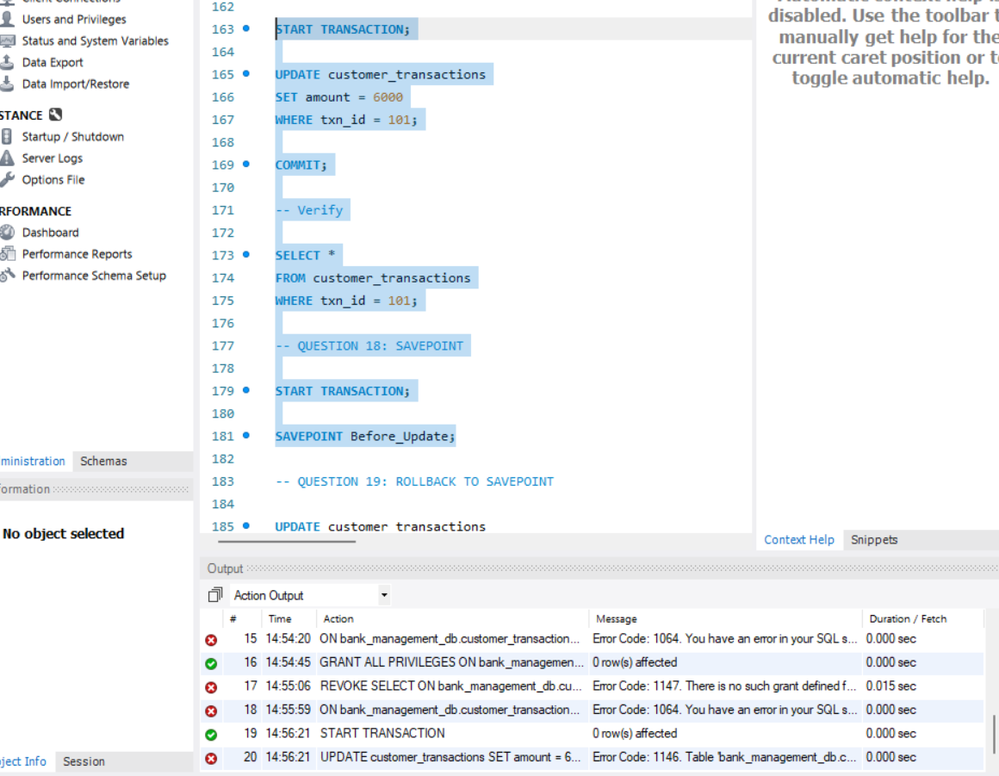 Users and Privileges
Status and System Variables
Data Export
Data Import/Restore
STANCE
Startup / Shutdown
Server Logs
Options File
RFORMANCE
Dashboard
Performance Reports
Performance Schema Setup
ministration Schemas
formation
No object selected
ject Info Session
162
163 START TRANSACTION;
164
165 UPDATE customer_transactions
166 SET amount = 6000
167 WHERE txn_id = 101;
168
169 COMMIT;
170
171 -- Verify
172
173 SELECT *
174 FROM customer_transactions
175 WHERE txn_id = 101;
176
177 -- QUESTION 18: SAVEPOINT
178
179 START TRANSACTION;
180
181 SAVEPOINT Before_Update;
182
183 -- QUESTION 19: ROLLBACK TO SAVEPOINT
184
185 UPDATE customer transactions
disabled. Use the toolbar t
manually get help for the
current caret position or t
toggle automatic help.
Context Help Snippets
Output
Action Output
# Time Action Message Duration / Fetch
15 14:54:20 ON bank_management_db.customer_transaction... Error Code: 1064. You have an error in your SQL s... 0.000 sec
16 14:54:45 GRANT ALL PRIVILEGES ON bank_managemen... 0 row(s) affected 0.000 sec
17 14:55:06 REVOKE SELECT ON bank_management_db.cu... Error Code: 1147. There is no such grant defined f... 0.015 sec
18 14:55:59 ON bank_management_db.customer_transaction... Error Code: 1064. You have an error in your SQL s... 0.000 sec
19 14:56:21 START TRANSACTION 0 row(s) affected 0.000 sec
20 14:56:21 UPDATE customer_transactions SET amount = 6... Error Code: 1146. Table 'bank_management_db.c... 0.000 sec